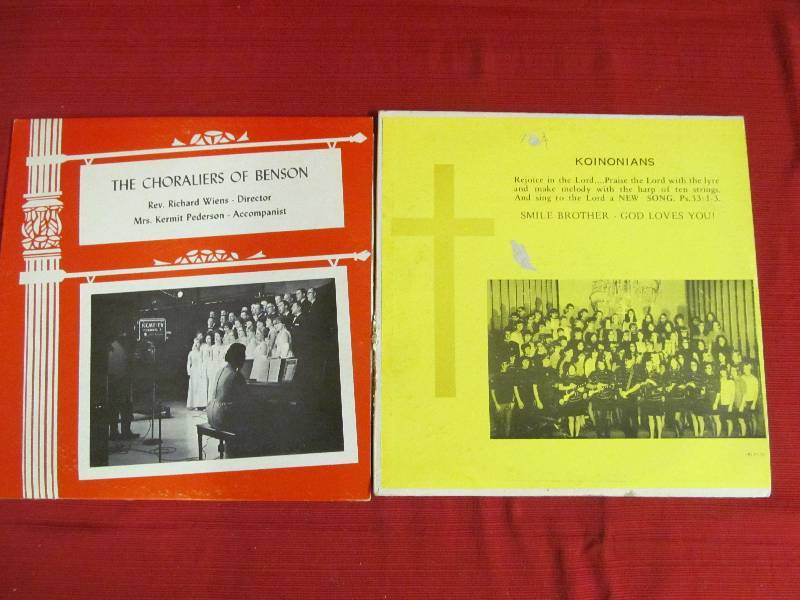 THE CHORALIERS OF BENSON
Rev. Richard Wiens - Director
Mrs. Kermit Pederson - Accompanist
KCMT-TV
KOINONIANS
Rejoice in the Lord....Praise the Lord with the lyre
and make melody with the harp of ten strings.
And sing to the Lord a NEW SONG. Ps.33:1-3.
SMILE BROTHER - GOD LOVES YOU!